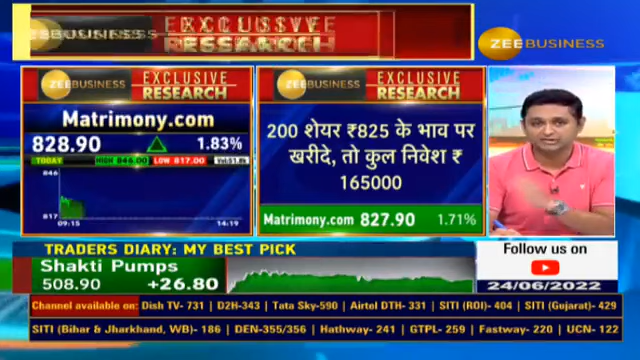 ZEEBUSINESS
EXCLUSIVE
RESEARCH
ZEEBUSINESS
ZEEBUSINESS
EXCLUSIVE
RESEARCH
Matrimony.com
828.90 1.83%
TODAY HIGH 846.00 LOW 817.00 Vol:51.8k
846
817
09:15 14:19
ZEEBUSINESS
EXCLUSIVE
RESEARCH
200 शेयर ₹825 के भाव पर
खरीदे, तो कुल निवेश ₹
165000
Matrimony.com 827.90 1.71%
TRADERS DIARY: MY BEST PICK
Shakti Pumps
508.90 +26.80
Follow us on
24/06/2022
Channel available on: Dish TV- 731 | D2H-343 | Tata Sky-590 | Airtel DTH- 331 | SITI (ROI)- 404 | SITI (Gujarat)- 429
SITI (Bihar & Jharkhand, WB)- 186 | DEN-355/356 | Hathway- 241 | GTPL- 259 | Fastway- 220 | UCN- 122